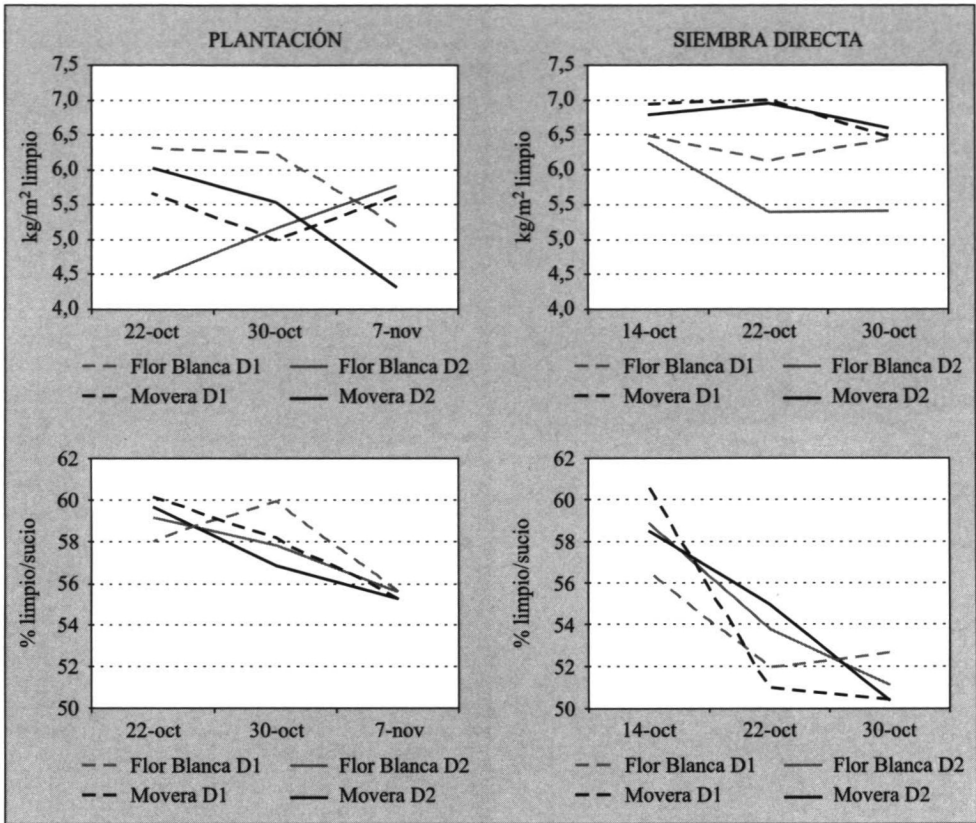 PLANTACIÓN
kg/m² limpio
7,5
7,0
6,5
6,0
5,5
5,0
4,5
4,0
22-oct 30-oct 7-nov
Flor Blanca D1 Flor Blanca D2
Movera D1 Movera D2
SIEMBRA DIRECTA
kg/m² limpio
7,5
7,0
6,5
6,0
5,5
5,0
4,5
4,0
14-oct 22-oct 30-oct
Flor Blanca D1 Flor Blanca D2
Movera D1 Movera D2
% limpio/sucio
62
60
58
56
54
52
50
22-oct 30-oct 7-nov
Flor Blanca D1 Flor Blanca D2
Movera D1 Movera D2
% limpio/sucio
62
60
58
56
54
52
50
14-oct 22-oct 30-oct
Flor Blanca D1 Flor Blanca D2
Movera D1 Movera D2